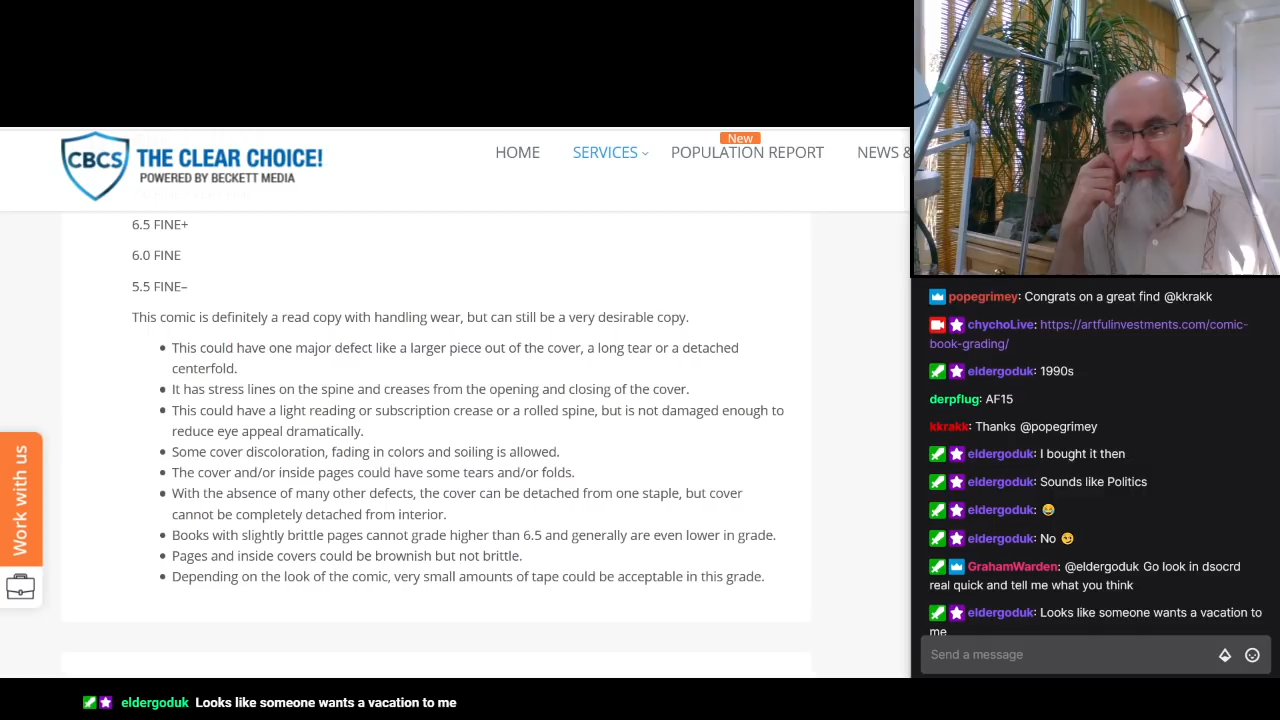 CBCS
THE CLEAR CHOICE!
POWERED BY BECKETT MEDIA
HOME
SERVICES
New
POPULATION REPORT
NEWS &
6.5 FINE+
6.0 FINE
5.5 FINE–
This comic is definitely a read copy with handling wear, but can still be a very desirable copy.
This could have one major defect like a larger piece out of the cover, a long tear or a detached
centerfold.
It has stress lines on the spine and creases from the opening and closing of the cover.
This could have a light reading or subscription crease or a rolled spine, but is not damaged enough to
reduce eye appeal dramatically.
Some cover discoloration, fading in colors and soiling is allowed.
The cover and/or inside pages could have some tears and/or folds.
With the absence of many other defects, the cover can be detached from one staple, but cover
cannot be completely detached from interior.
Books with slightly brittle pages cannot grade higher than 6.5 and generally are even lower in grade.
Pages and inside covers could be brownish but not brittle.
Depending on the look of the comic, very small amounts of tape could be acceptable in this grade.
Work with us
popegrimey: Congrats on a great find @kkrakk
chychoLive: https://artfulinvestments.com/comic-
book-grading/
eldergoduk: 1990s
derpflug: AF15
kkrakk: Thanks @popegrimey
eldergoduk: I bought it then
eldergoduk: Sounds like Politics
eldergoduk: 😂
eldergoduk: No 😏
GrahamWarden: @eldergoduk Go look in dsocrd
real quick and tell me what you think
eldergoduk: Looks like someone wants a vacation to
me
Send a message
eldergoduk Looks like someone wants a vacation to me